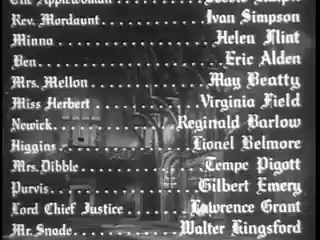 The Applewoman
Rev. Mordaunt........Ivan Simpson
Minna....................Helen Flint
Ben.........................Eric Alden
Mrs. Mellon............May Beatty
Miss Herbert..........Virginia Field
Newick..............Reginald Barlow
Higgins...............Lionel Belmore
Mrs. Dibble............Tempe Pigott
Purvis..................Gilbert Emery
Lord Chief Justice....Lawrence Grant
Mr. Snade..........Walter Kingsford